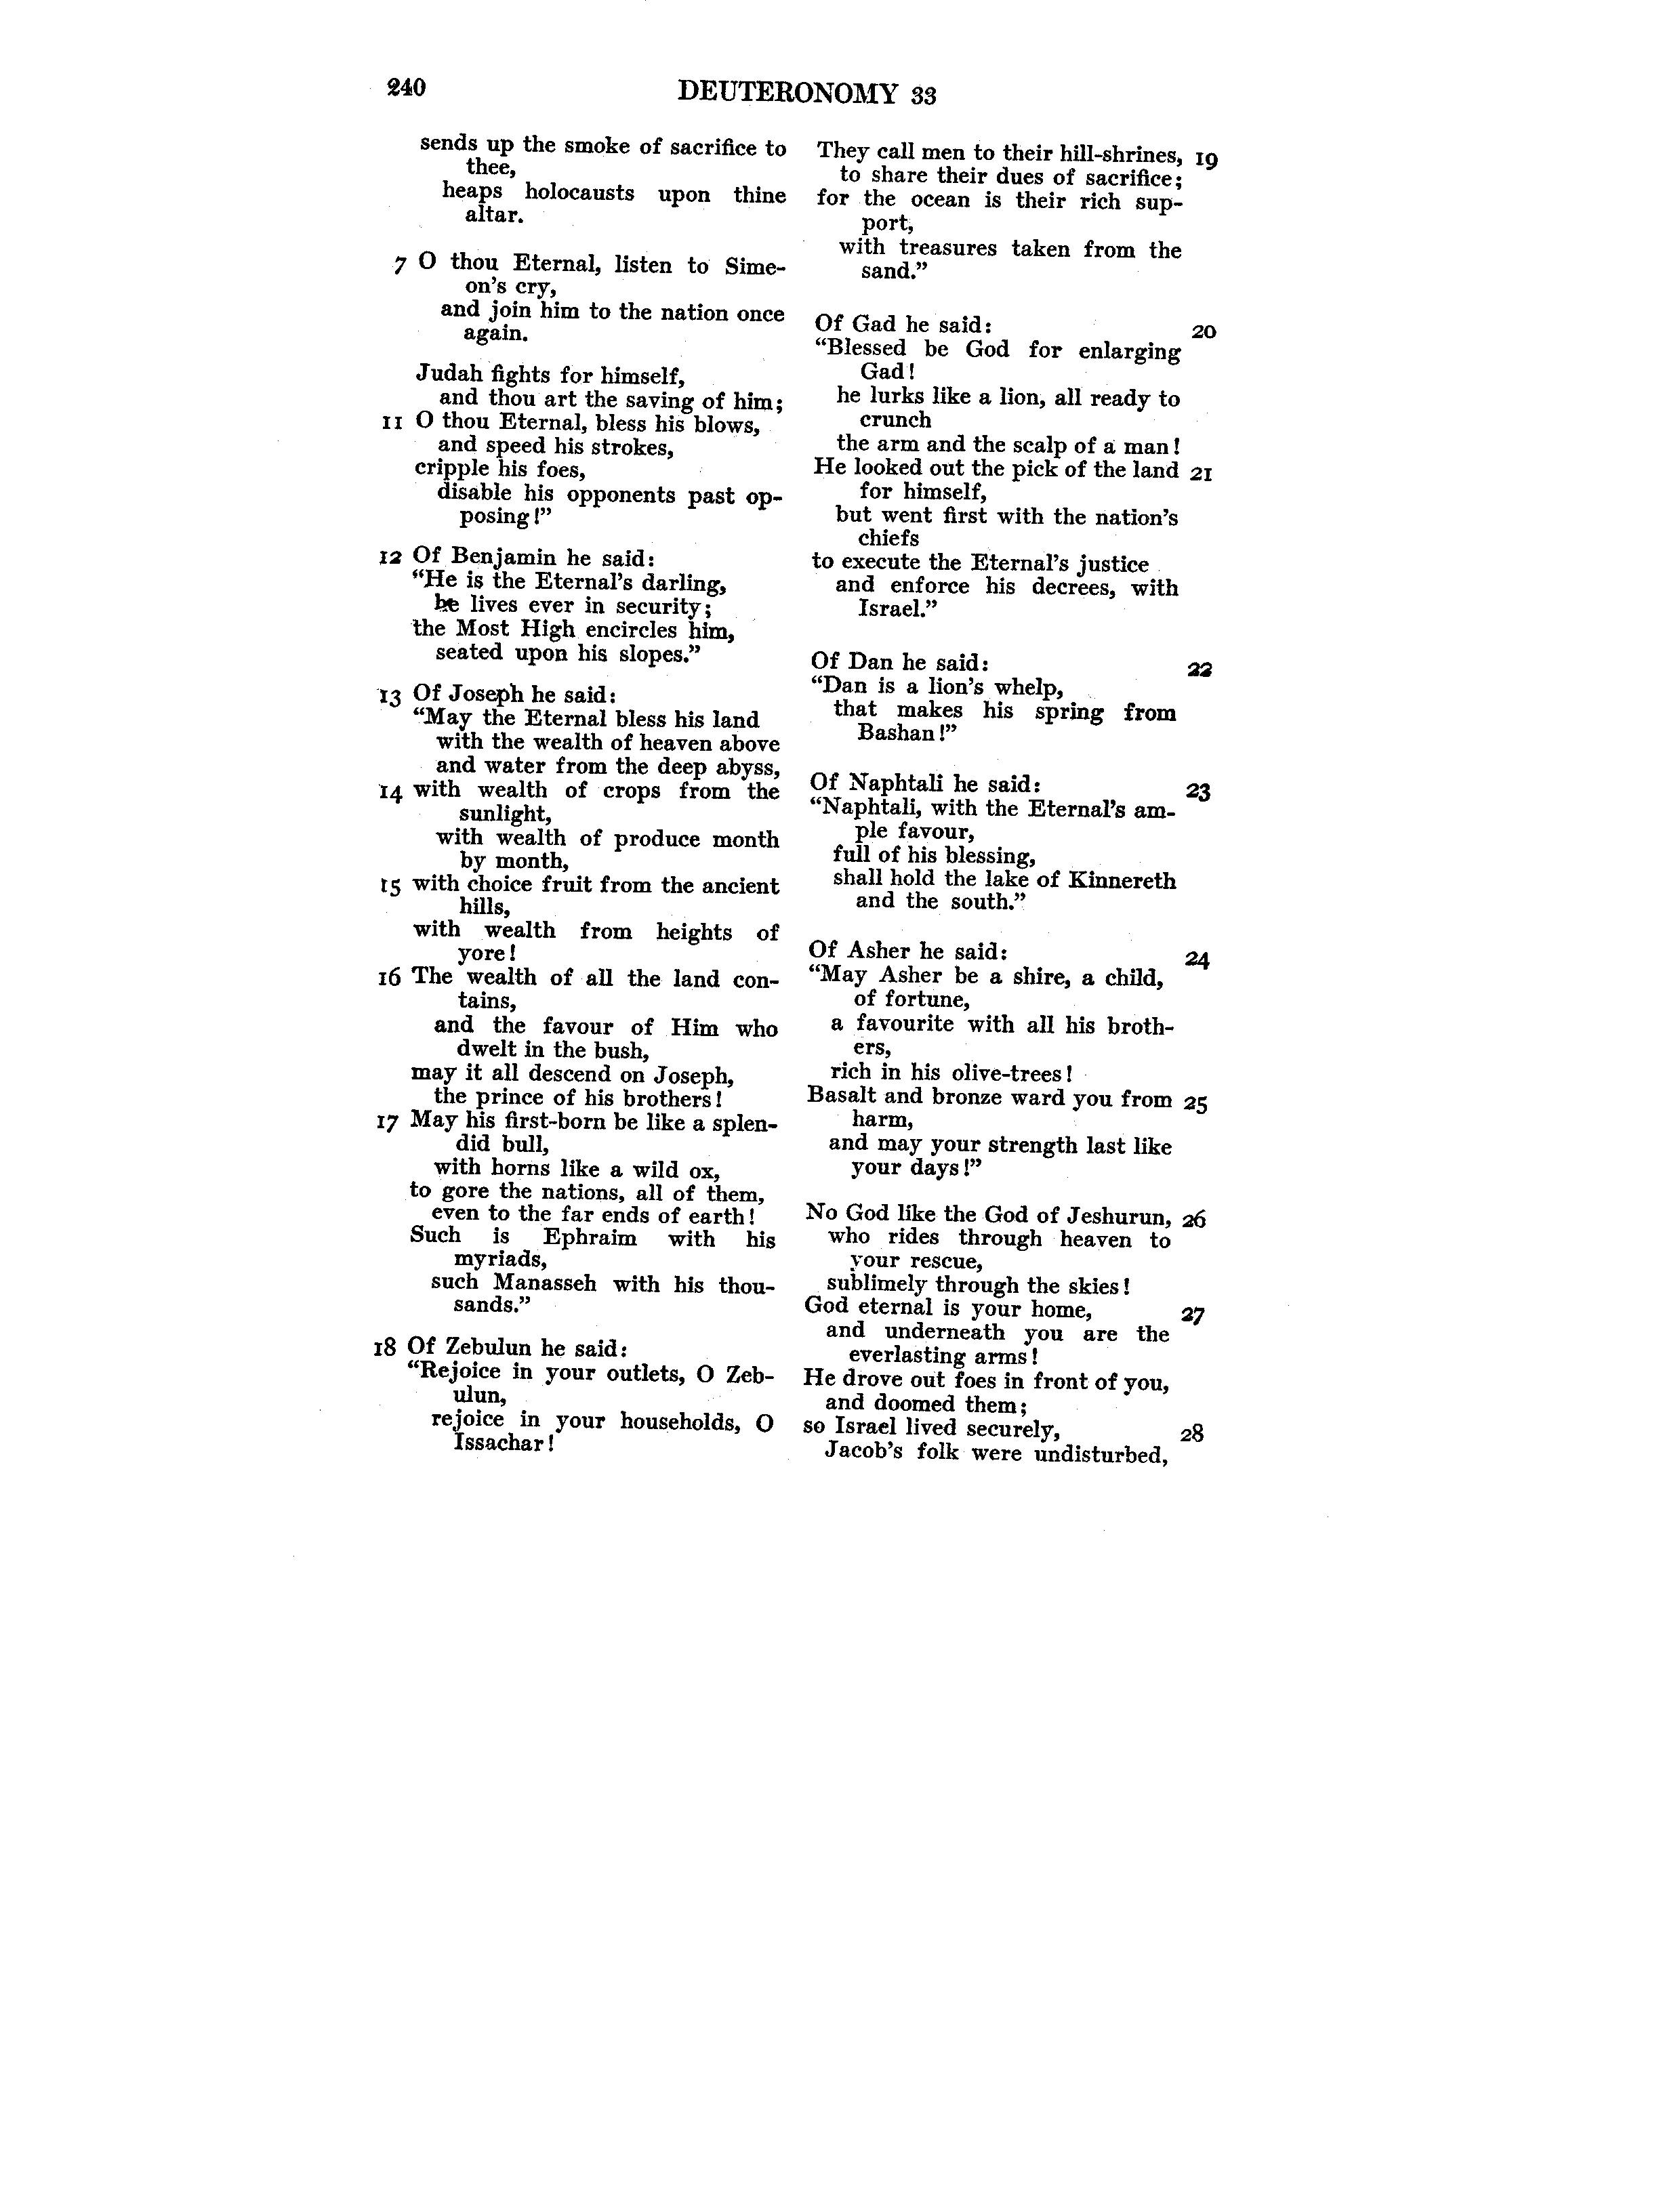 240
DEUTERONOMY 33
sends up the smoke of sacrifice to
thee,
heaps holocausts upon thine
altar.
7 O thou Eternal, listen to Sime-
on's cry,
and join him to the nation once
again.
Judah fights for himself,
and thou art the saving of him;
11 O thou Eternal, bless his blows,
and speed his strokes,
cripple his foes,
disable his opponents past op-
posing!”
12 Of Benjamin he said:
“He is the Eternal's darling,
he lives ever in security;
the Most High encircles him,
seated upon his slopes.”
13 Of Joseph he said:
“May the Eternal bless his land
with the wealth of heaven above
and water from the deep abyss,
14 with wealth of crops from the
sunlight,
with wealth of produce month
by month,
15 with choice fruit from the ancient
hills,
with wealth from heights of
yore!
16 The wealth of all the land con-
tains,
and the favour of Him who
dwelt in the bush,
may it all descend on Joseph,
the prince of his brothers!
17 May his first-born be like a splen-
did bull,
with horns like a wild ox,
to gore the nations, all of them,
even to the far ends of earth!
Such is Ephraim with his
myriads,
such Manasseh with his thou-
sands.”
18 Of Zebulun he said:
“Rejoice in your outlets, O Zeb-
ulun,
rejoice in your households, O
Issachar!
They call men to their hill-shrines, 19
to share their dues of sacrifice;
for the ocean is their rich sup-
port,
with treasures taken from the
sand.”
Of Gad he said: 20
“Blessed be God for enlarging
Gad!
he lurks like a lion, all ready to
crunch
the arm and the scalp of a man!
He looked out the pick of the land 21
for himself,
but went first with the nation's
chiefs
to execute the Eternal's justice
and enforce his decrees, with
Israel.”
Of Dan he said: 22
“Dan is a lion's whelp,
that makes his spring from
Bashan!”
Of Naphtali he said: 23
“Naphtali, with the Eternal's am-
ple favour,
full of his blessing,
shall hold the lake of Kinnereth
and the south.”
Of Asher he said: 24
“May Asher be a shire, a child,
of fortune,
a favourite with all his broth-
ers,
rich in his olive-trees!
Basalt and bronze ward you from 25
harm,
and may your strength last like
your days!”
No God like the God of Jeshurun, 26
who rides through heaven to
your rescue,
sublimely through the skies!
God eternal is your home, 27
and underneath you are the
everlasting arms!
He drove out foes in front of you,
and doomed them;
so Israel lived securely, 28
Jacob's folk were undisturbed,